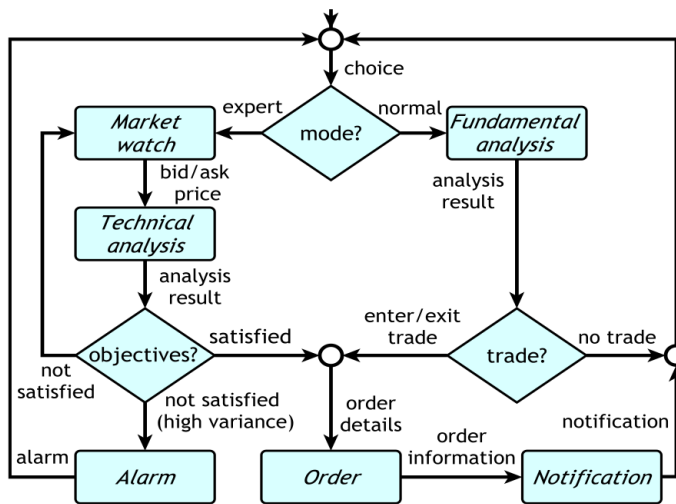 choice
expert
normal
mode?
Market
watch
Fundamental
analysis
bid/ask
price
analysis
result
Technical
analysis
analysis
result
enter/exit
trade
objectives?
satisfied
trade?
no trade
not
satisfied
not satisfied
(high variance)
order
details
notification
alarm
order
information
Alarm
Order
Notification